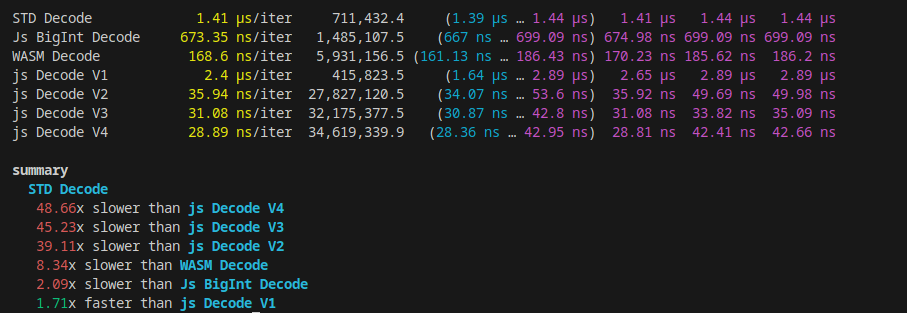 STD Decode 1.41 µs/iter 711,432.4 (1.39 µs … 1.44 µs) 1.41 µs 1.44 µs 1.44 µs
Js BigInt Decode 673.35 ns/iter 1,485,107.5 (667 ns … 699.09 ns) 674.98 ns 699.09 ns 699.09 ns
WASM Decode 168.6 ns/iter 5,931,156.5 (161.13 ns … 186.43 ns) 170.23 ns 185.62 ns 186.2 ns
js Decode V1 2.4 µs/iter 415,823.5 (1.64 µs … 2.89 µs) 2.65 µs 2.89 µs 2.89 µs
js Decode V2 35.94 ns/iter 27,827,120.5 (34.07 ns … 53.6 ns) 35.92 ns 49.69 ns 49.98 ns
js Decode V3 31.08 ns/iter 32,175,377.5 (30.87 ns … 42.8 ns) 31.08 ns 33.82 ns 35.09 ns
js Decode V4 28.89 ns/iter 34,619,339.9 (28.36 ns … 42.95 ns) 28.81 ns 42.41 ns 42.66 ns
summary
STD Decode
48.66x slower than js Decode V4
45.23x slower than js Decode V3
39.11x slower than js Decode V2
8.34x slower than WASM Decode
2.09x slower than Js BigInt Decode
1.71x faster than js Decode V1